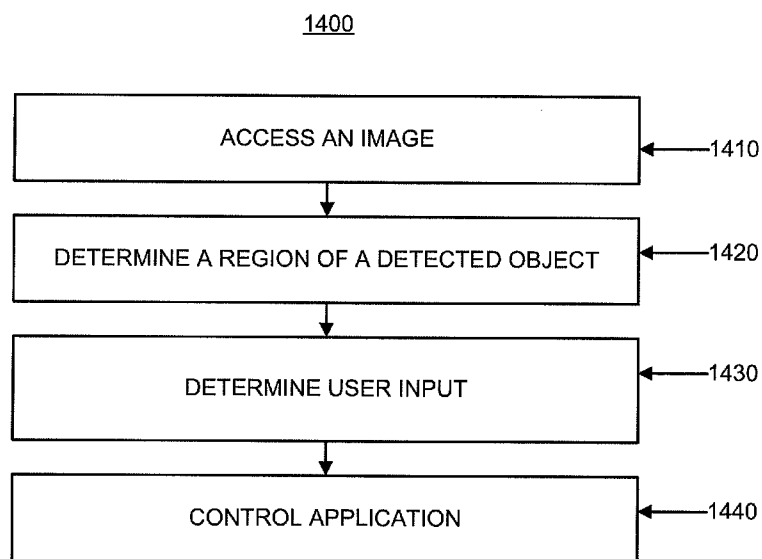 1400
ACCESS AN IMAGE
1410
DETERMINE A REGION OF A DETECTED OBJECT
1420
DETERMINE USER INPUT
1430
CONTROL APPLICATION
1440